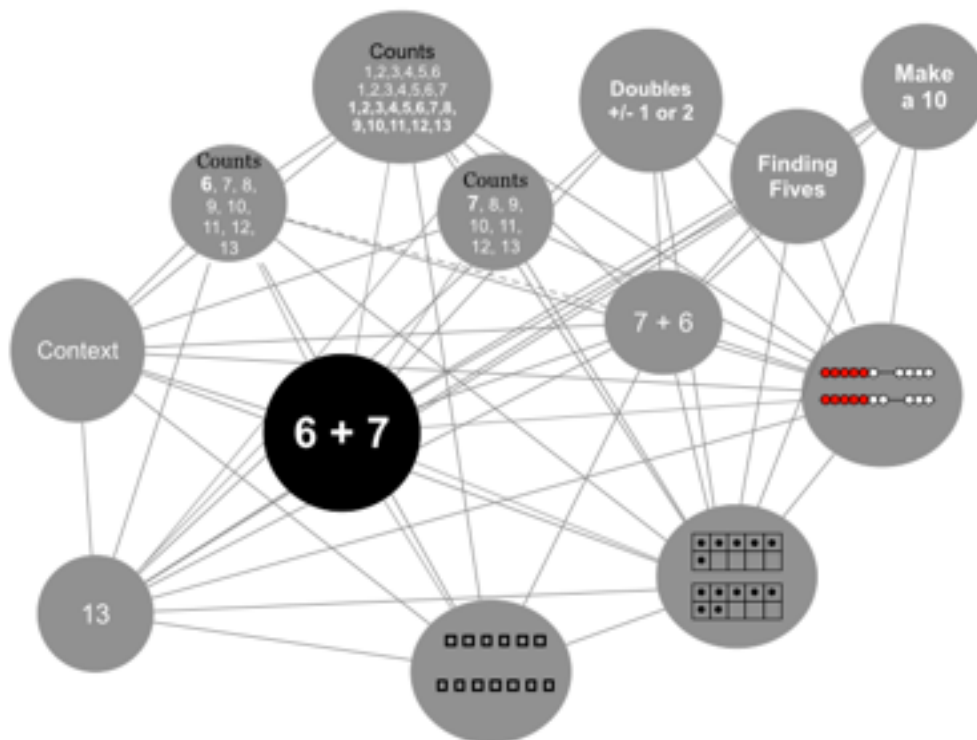 Counts
1,2,3,4,5,6
1,2,3,4,5,6,7
1,2,3,4,5,6,7,8,
9,10,11,12,13
Doubles
+/- 1 or 2
Make
a 10
Counts
6, 7, 8,
9, 10,
11, 12,
13
Counts
7, 8, 9,
10, 11,
12, 13
Finding
Fives
Context
7 + 6
6 + 7
13